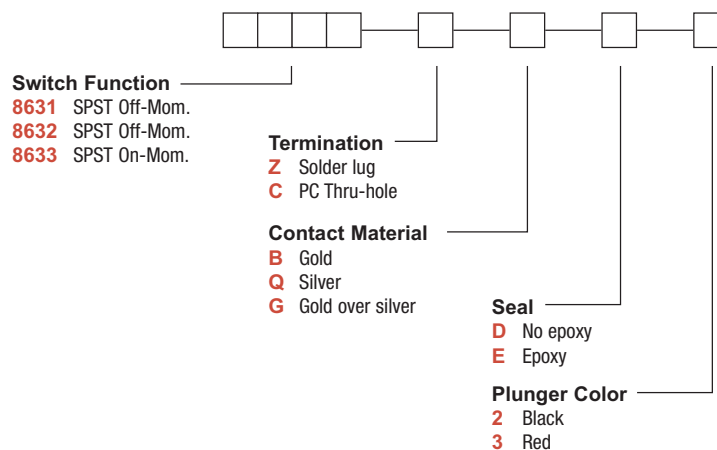 Switch Function
8631 SPST Off-Mom.
8632 SPST Off-Mom.
8633 SPST On-Mom.
Termination
Z Solder lug
C PC Thru-hole
Contact Material
B Gold
Q Silver
G Gold over silver
Seal
D No epoxy
E Epoxy
Plunger Color
2 Black
3 Red